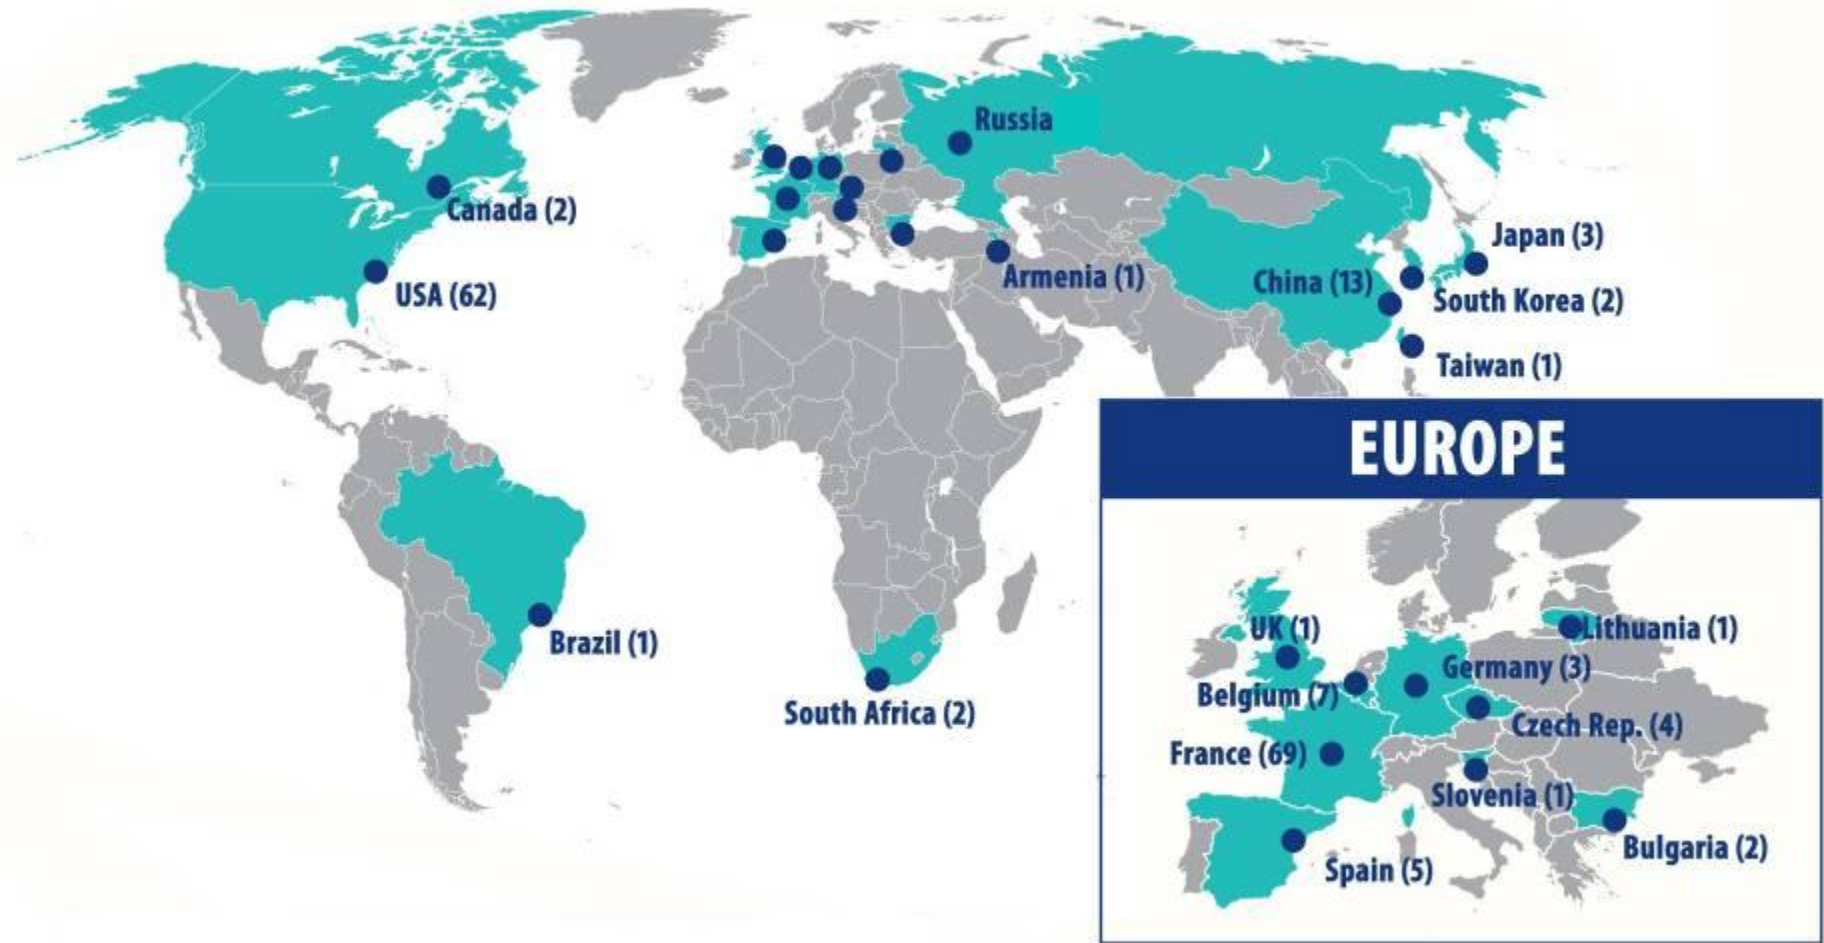 Russia
Canada (2)
Japan (3)
Armenia (1)
China (13)
USA (62)
South Korea (2)
Taiwan (1)
EUROPE
UK (1)
Lithuania (1)
Germany (3)
Belgium (7)
Czech Rep. (4)
France (69)
Slovenia (1)
Bulgaria (2)
Spain (5)
Brazil (1)
South Africa (2)